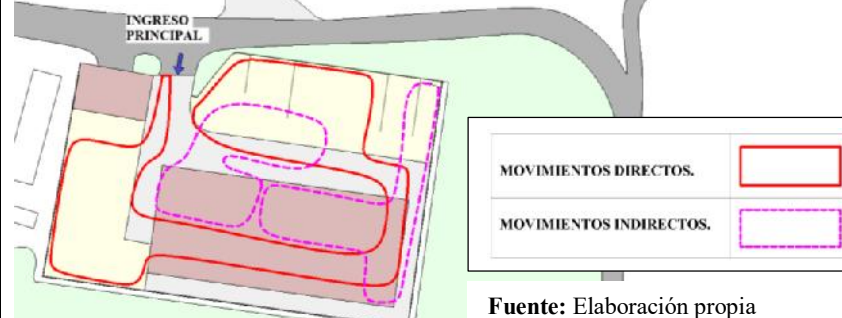 INGRESO
PRINCIPAL
MOVIMIENTOS DIRECTOS.
MOVIMIENTOS INDIRECTOS.
Fuente: Elaboración propia